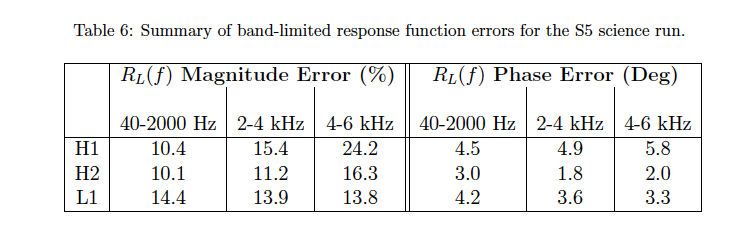 Table 6: Summary of band-limited response function errors for the S5 science run.
R_L(f) Magnitude Error (%) R_L(f) Phase Error (Deg)
40-2000 Hz 2-4 kHz 4-6 kHz 40-2000 Hz 2-4 kHz 4-6 kHz
H1 10.4 15.4 24.2 4.5 4.9 5.8
H2 10.1 11.2 16.3 3.0 1.8 2.0
L1 14.4 13.9 13.8 4.2 3.6 3.3